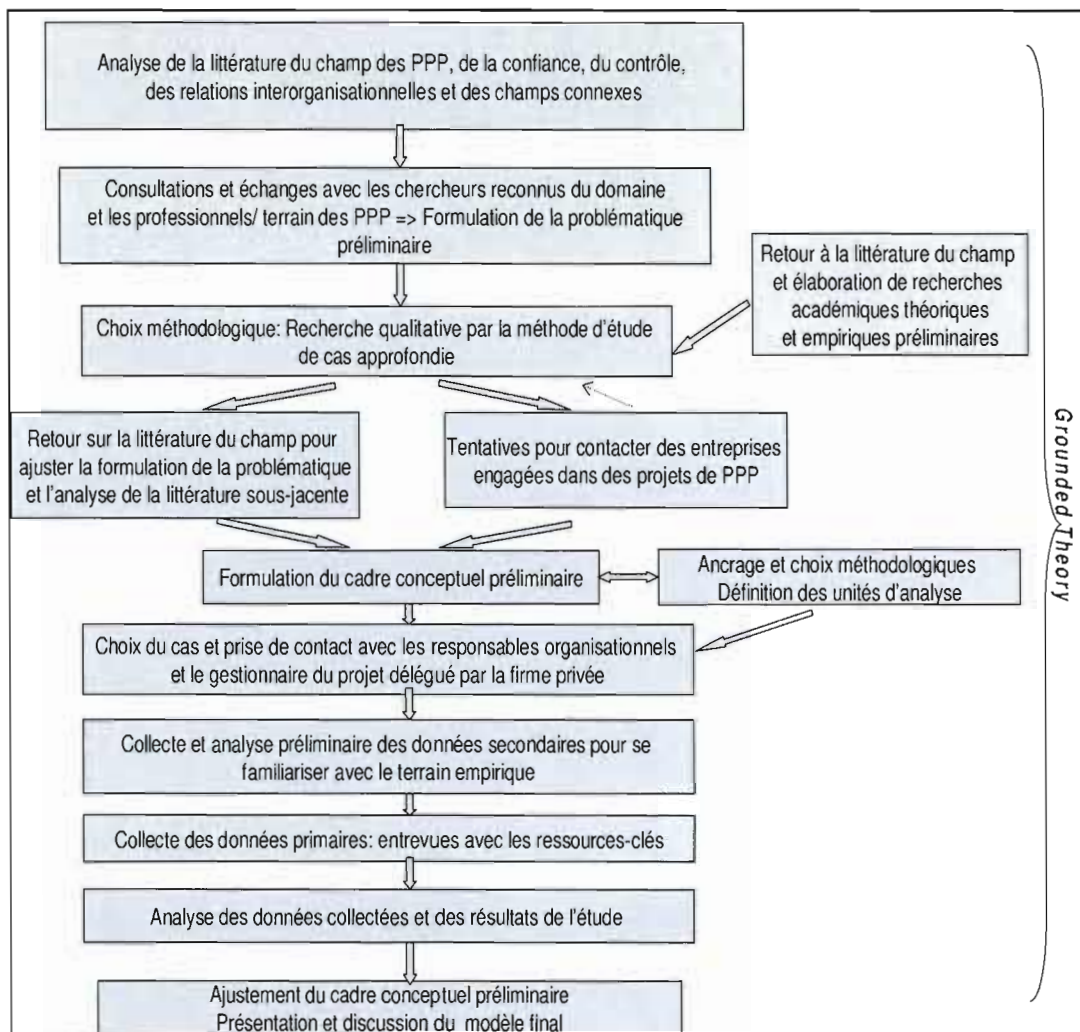 Analyse de la littérature du champ des PPP, de la confiance, du contrôle,
des relations interorganisationnelles et des champs connexes
Consultations et échanges avec les chercheurs reconnus du domaine
et les professionnels/ terrain des PPP => Formulation de la problématique
préliminaire
Retour à la littérature du champ
et élaboration de recherches
académiques théoriques
et empiriques préliminaires
Choix méthodologique: Recherche qualitative par la méthode d'étude
de cas approfondie
Retour sur la littérature du champ pour
ajuster la formulation de la problématique
et l'analyse de la littérature sous-jacente
Tentatives pour contacter des entreprises
engagées dans des projets de PPP
Formulation du cadre conceptuel préliminaire
Ancrage et choix méthodologiques
Définition des unités d'analyse
Choix du cas et prise de contact avec les responsables organisationnels
et le gestionnaire du projet délégué par la firme privée
Collecte et analyse préliminaire des données secondaires pour se
familiariser avec le terrain empirique
Collecte des données primaires: entrevues avec les ressources-clés
Analyse des données collectées et des résultats de l'étude
Ajustement du cadre conceptuel préliminaire
Présentation et discussion du modèle final
Grounded Theory